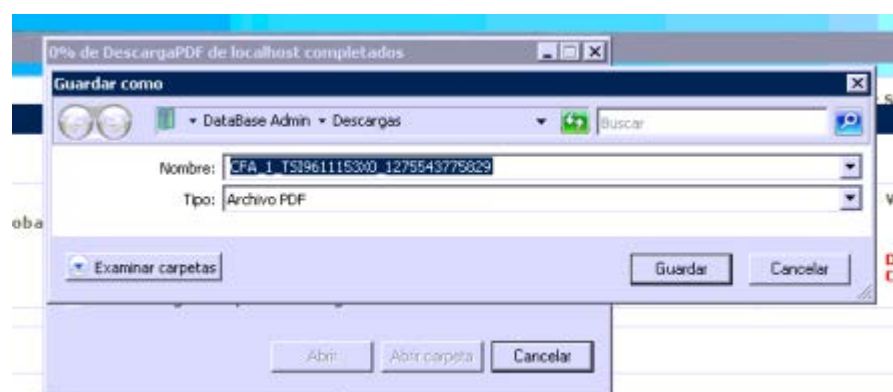 0% de DescargaPDF de localhost completados
Guardar como
DataBase Admin Descargas
Buscar
Nombre: CFA_1_TSI9611153X0_1275543775829
Tipo: Archivo PDF
oba
Examinar carpetas
Guardar
Cancelar
Abrir
Abrir carpeta
Cancelar